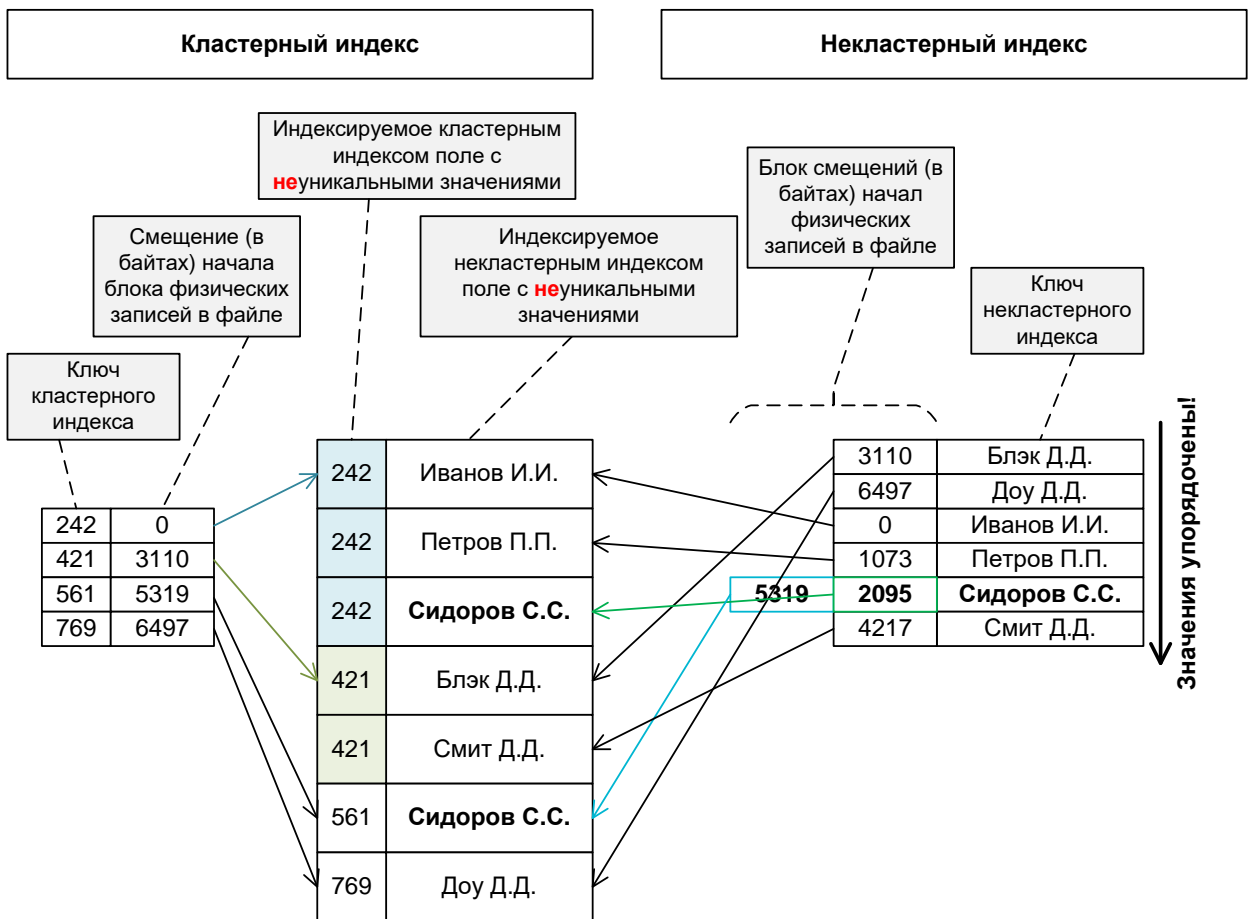 Кластерный индекс
Некластерный индекс
Индексируемое кластерным
индексом поле с
неуникальными значениями
Смещение (в
байтах) начала
блока физических
записей в файле
Индексируемое
некластерным индексом
поле с неуникальными
значениями
Блок смещений (в
байтах) начал
физических
записей в файле
Ключ
некластерного
индекса
Ключ
кластерного
индекса
242 0
421 3110
561 5319
769 6497
242 Иванов И.И.
242 Петров П.П.
242 Сидоров С.С.
421 Блэк Д.Д.
421 Смит Д.Д.
561 Сидоров С.С.
769 Доу Д.Д.
3110 Блэк Д.Д.
6497 Доу Д.Д.
0 Иванов И.И.
1073 Петров П.П.
5319 2095 Сидоров С.С.
4217 Смит Д.Д.
Значения упорядочены!